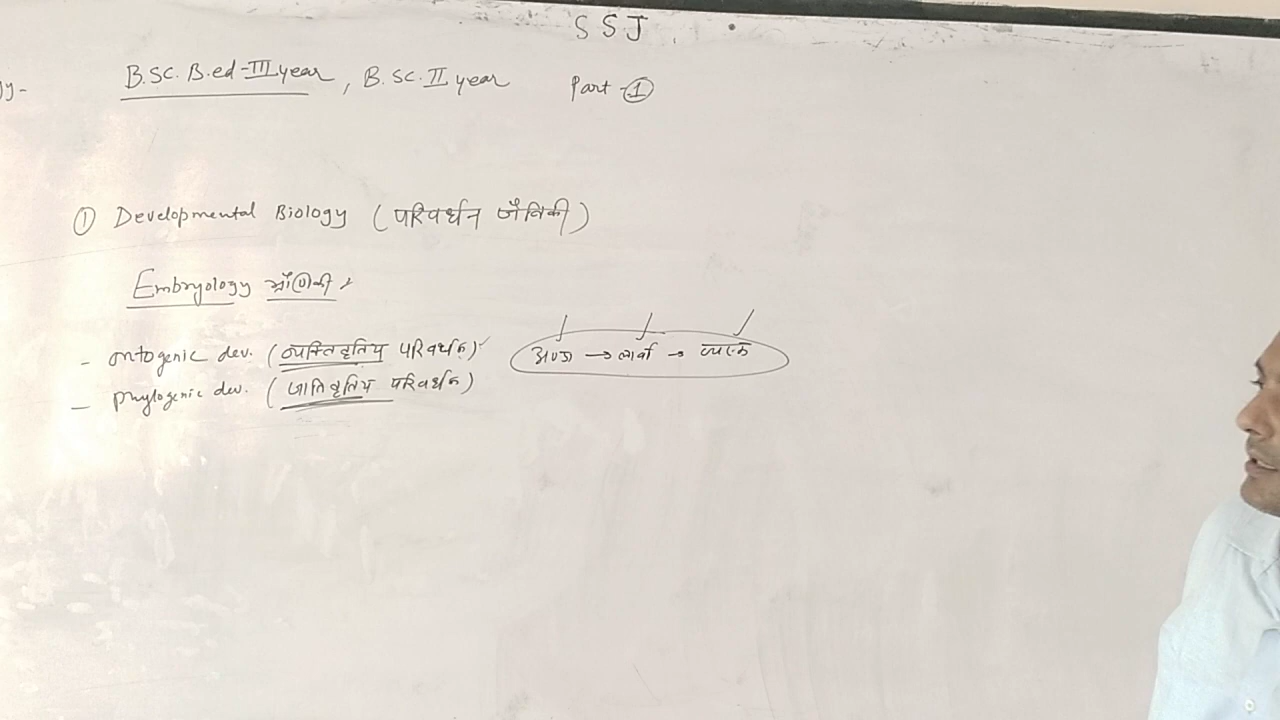 SSJ
B.Sc. B.ed-III year, B.Sc. II year Part-①
① Developmental Biology (परिवर्धन जैविकी)
Embryology
- ontogenic dev. (व्यक्तिवृतिय परिवर्धन) अण्डा → लार्वा → व्यस्क
- phylogenic dev. (जातिवृतिय परिवर्धन)